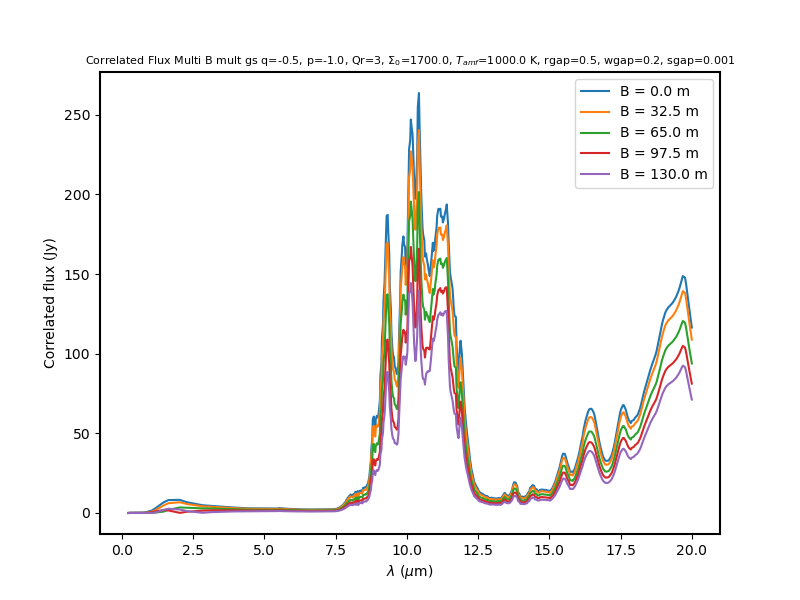 Correlated Flux Multi B mult gs q=-0.5, p=-1.0, Qr=3, Σ₀=1700.0, Tamf=1000.0 K, rgap=0.5, wgap=0.2, sgap=0.001
B = 0.0 m
B = 32.5 m
B = 65.0 m
B = 97.5 m
B = 130.0 m
Correlated flux (Jy)
250
200
150
100
50
0
0.0 2.5 5.0 7.5 10.0 12.5 15.0 17.5 20.0
λ (μm)